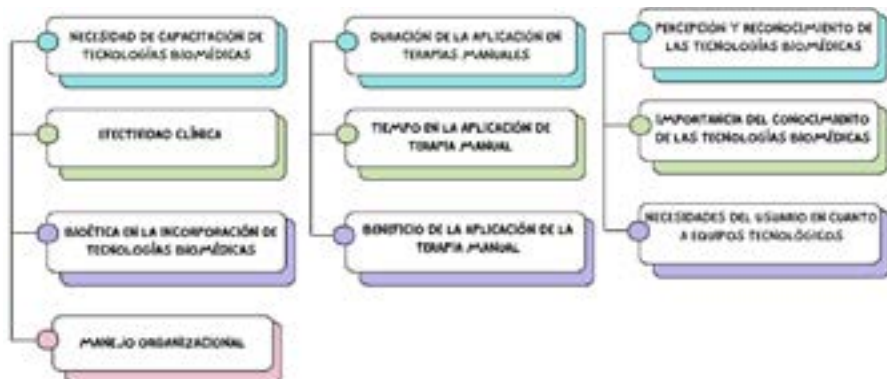 NECESIDAD DE CAPACITACIÓN DE
TECNOLOGÍAS BIOMÉDICAS
EFECTIVIDAD CLÍNICA
BIOÉTICA EN LA INCORPORACIÓN DE
TECNOLOGÍAS BIOMÉDICAS
MANEJO ORGANIZACIONAL
DURACIÓN DE LA APLICACIÓN EN
TERAPIAS MANUALES
TIEMPO EN LA APLICACIÓN DE
TERAPIA MANUAL
BENEFICIO DE LA APLICACIÓN DE LA
TERAPIA MANUAL
PERCEPCIÓN Y RECONOCIMIENTO DE
LAS TECNOLOGÍAS BIOMÉDICAS
IMPORTANCIA DEL CONOCIMIENTO
DE LAS TECNOLOGÍAS BIOMÉDICAS
NECESIDADES DEL USUARIO EN CUANTO
A EQUIPOS TECNOLÓGICOS